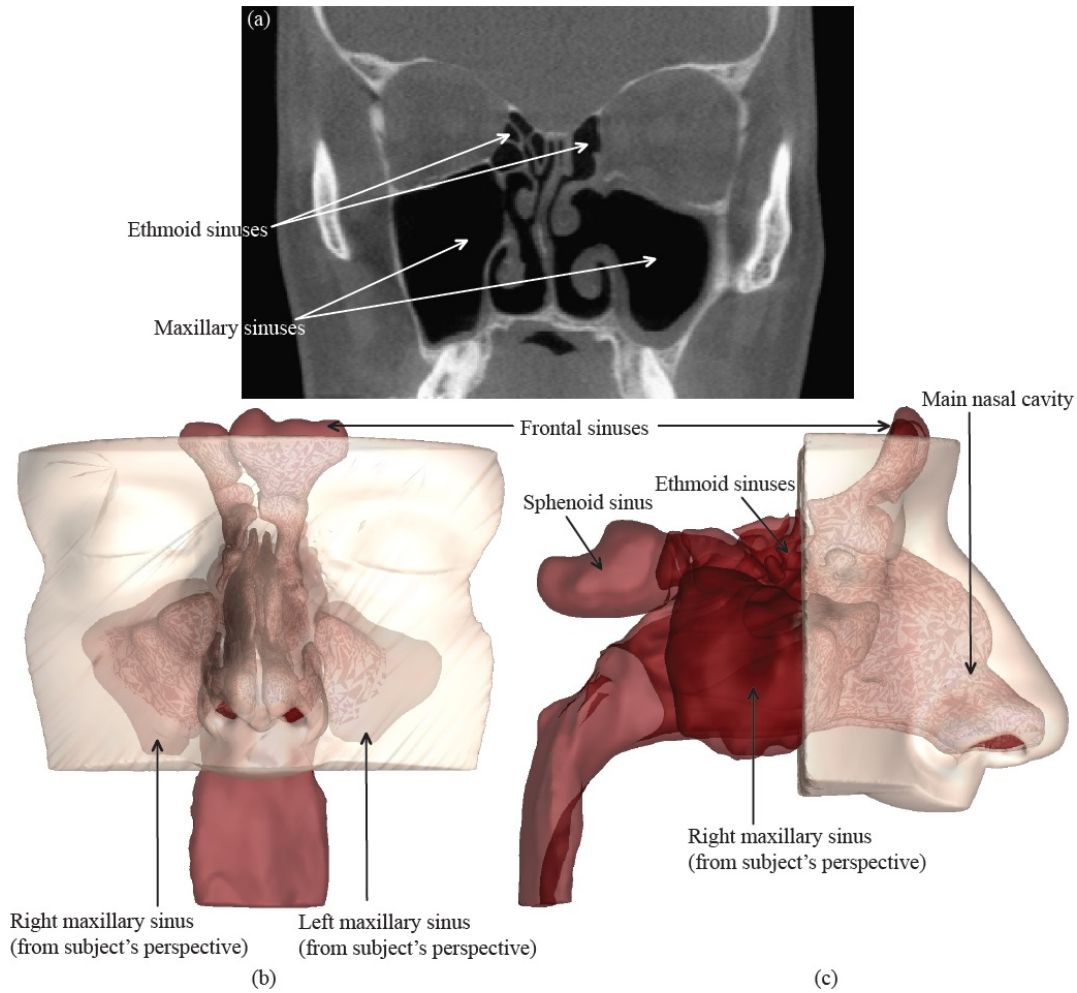 (a)
Ethmoid sinuses
Maxillary sinuses
Main nasal cavity
Frontal sinuses
Ethmoid sinuses
Sphenoid sinus
Right maxillary sinus
(from subject’s perspective)
Right maxillary sinus
(from subject’s perspective)
Left maxillary sinus
(from subject’s perspective)
(b)
(c)